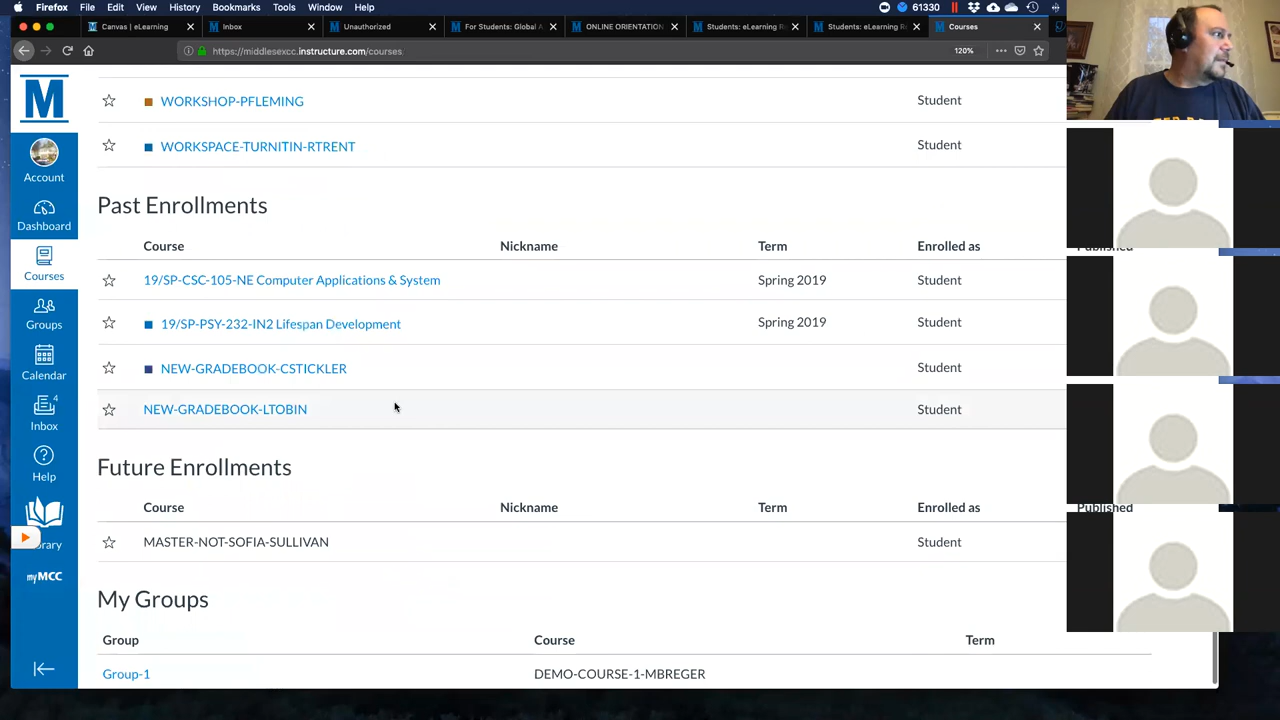 Firefox File Edit View History Bookmarks Tools Window Help 61330
Canvas | eLearning Inbox Unauthorized For Students: Global A ONLINE ORIENTATION Students: eLearning R Students: eLearning R Courses
https://middlesexcc.instructure.com/courses 120%
M
Account
Dashboard
Courses
Groups
Calendar
4
Inbox
Help
brary
myMCC
WORKSHOP-PFLEMING Student
WORKSPACE-TURNITIN-RTRENT Student
Past Enrollments
Course Nickname Term Enrolled as Published
19/SP-CSC-105-NE Computer Applications & System Spring 2019 Student
19/SP-PSY-232-IN2 Lifespan Development Spring 2019 Student
NEW-GRADEBOOK-CSTICKLER Student
NEW-GRADEBOOK-LTOBIN Student
Future Enrollments
Course Nickname Term Enrolled as Published
MASTER-NOT-SOFIA-SULLIVAN Student
My Groups
Group Course Term
Group-1 DEMO-COURSE-1-MBREGER